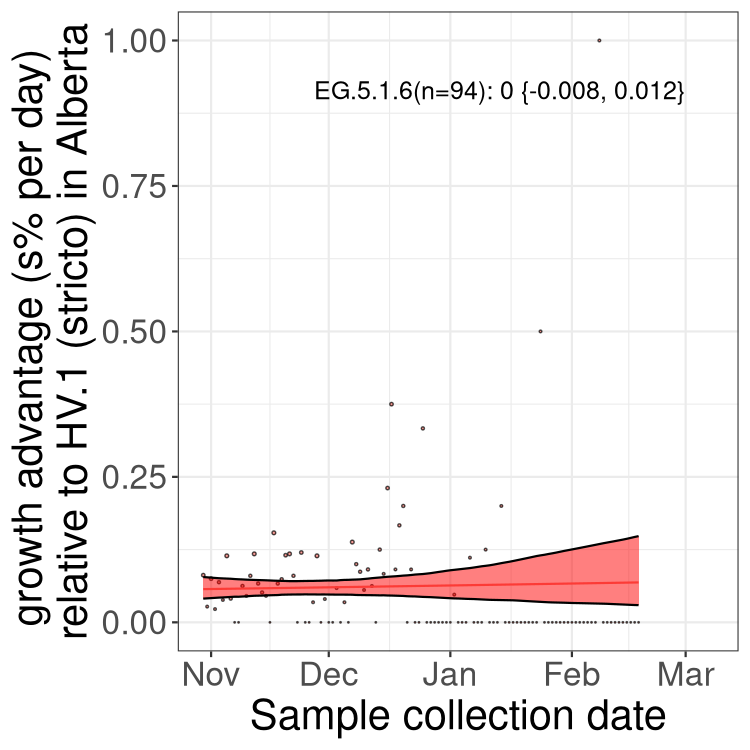 growth advantage (s% per day)
relative to HV.1 (stricto) in Alberta
1.00
0.75
0.50
0.25
0.00
EG.5.1.6(n=94): 0 {-0.008, 0.012}
Nov Dec Jan Feb Mar
Sample collection date